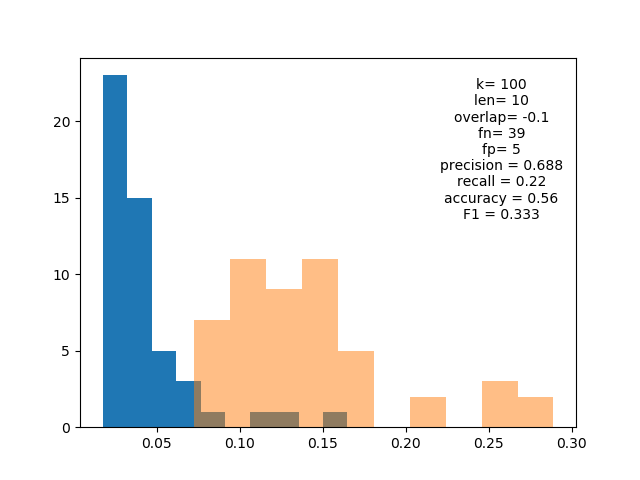 k= 100
len= 10
overlap= -0.1
fn= 39
fp= 5
precision = 0.688
recall = 0.22
accuracy = 0.56
F1 = 0.333
20
15
10
5
0
0.05 0.10 0.15 0.20 0.25 0.30